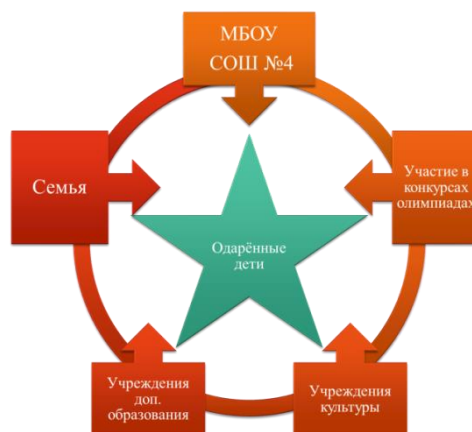 МБОУ
СОШ №4
Семья
Участие в
конкурсах
олимпиадах
Одарённые
дети
Учреждения
доп.
образования
Учреждения
культуры